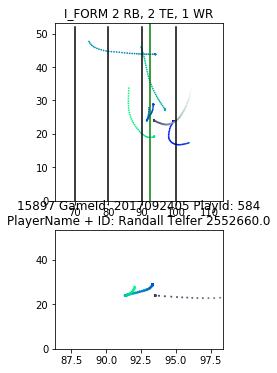 I_FORM 2 RB, 2 TE, 1 WR
50
40
30
20
10
0
70 80 90 100 110
15897 GameId: 2017092405 PlayId: 584
PlayerName + ID: Randall Telfer 2552660.0
40
20
0
87.5 90.0 92.5 95.0 97.5